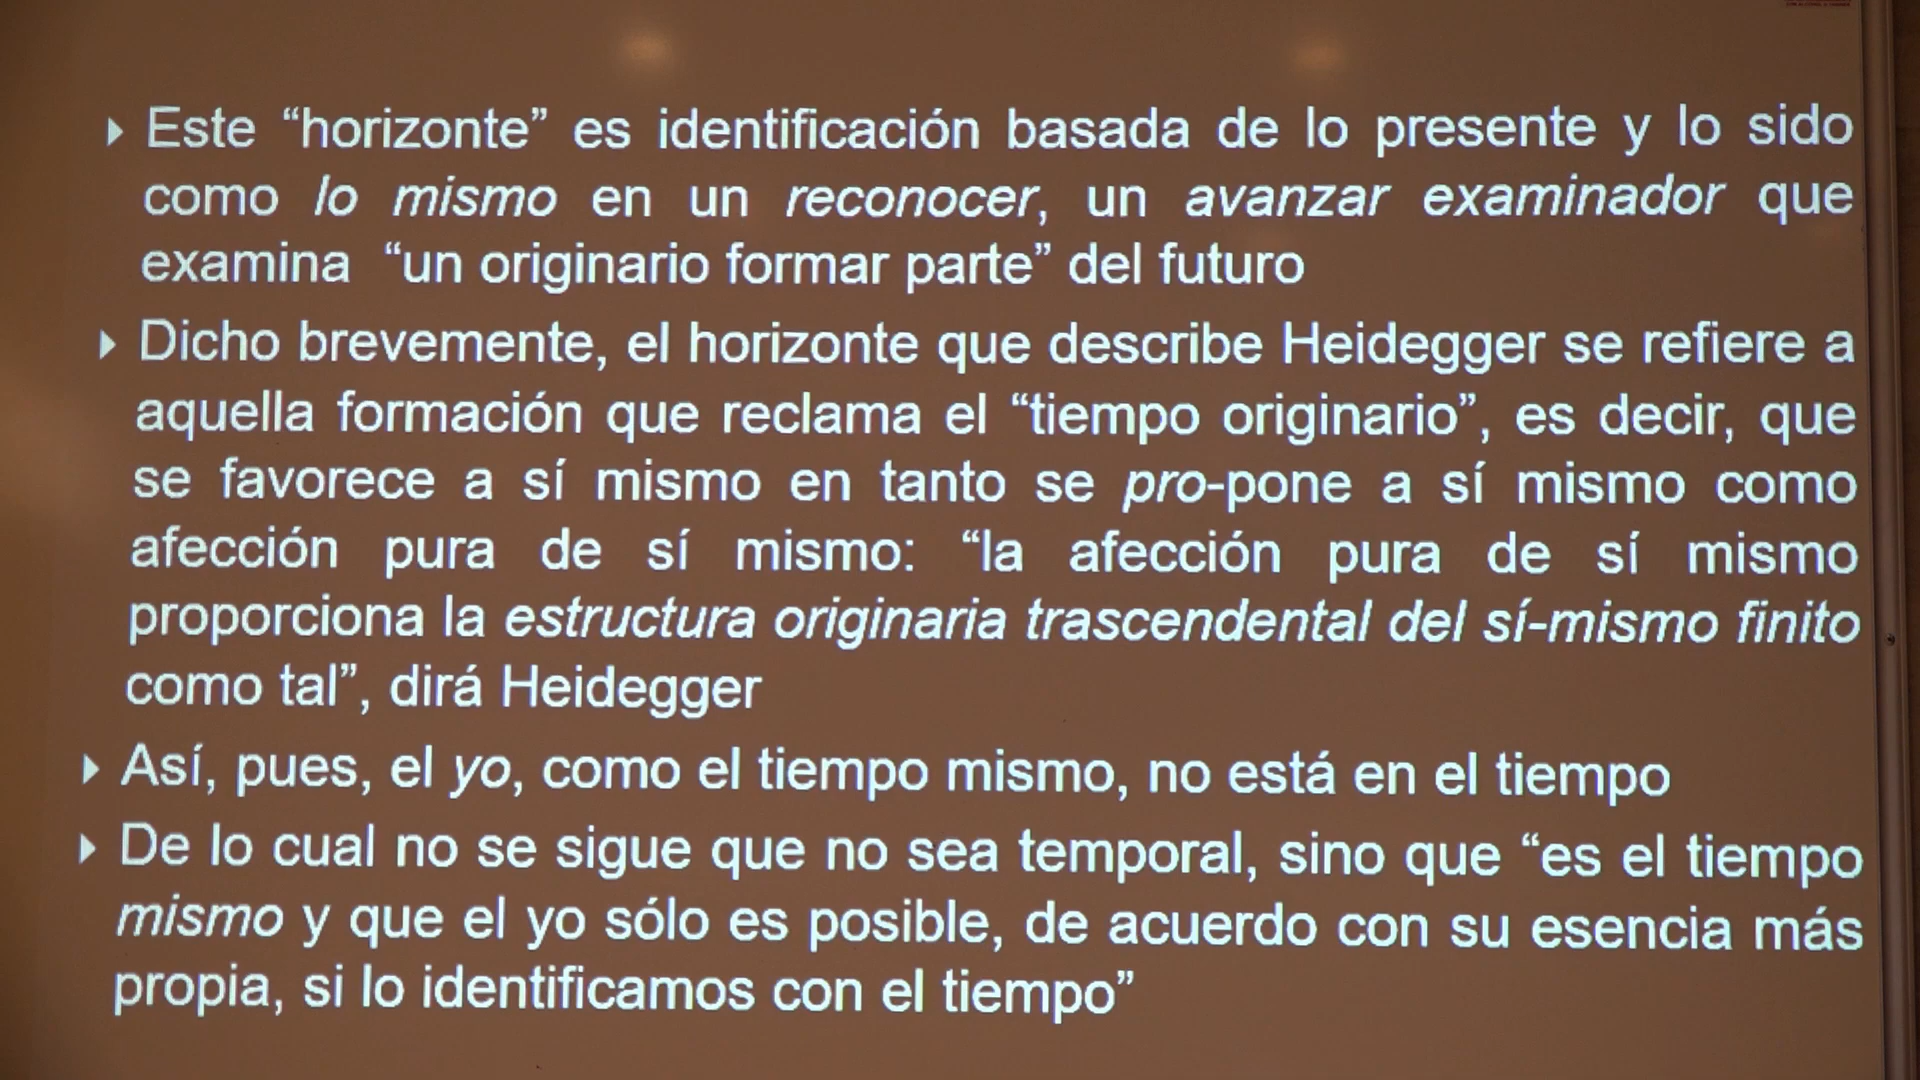 Este “horizonte” es identificación basada de lo presente y lo sido
como lo mismo en un reconocer, un avanzar examinador que
examina “un originario formar parte” del futuro
Dicho brevemente, el horizonte que describe Heidegger se refiere a
aquella formación que reclama el “tiempo originario”, es decir, que
se favorece a sí mismo en tanto se pro-pone a sí mismo como
afección pura de sí mismo: “la afección pura de sí mismo
proporciona la estructura originaria trascendental del sí-mismo finito
como tal”, dirá Heidegger
Así, pues, el yo, como el tiempo mismo, no está en el tiempo
De lo cual no se sigue que no sea temporal, sino que “es el tiempo
mismo y que el yo sólo es posible, de acuerdo con su esencia más
propia, si lo identificamos con el tiempo”